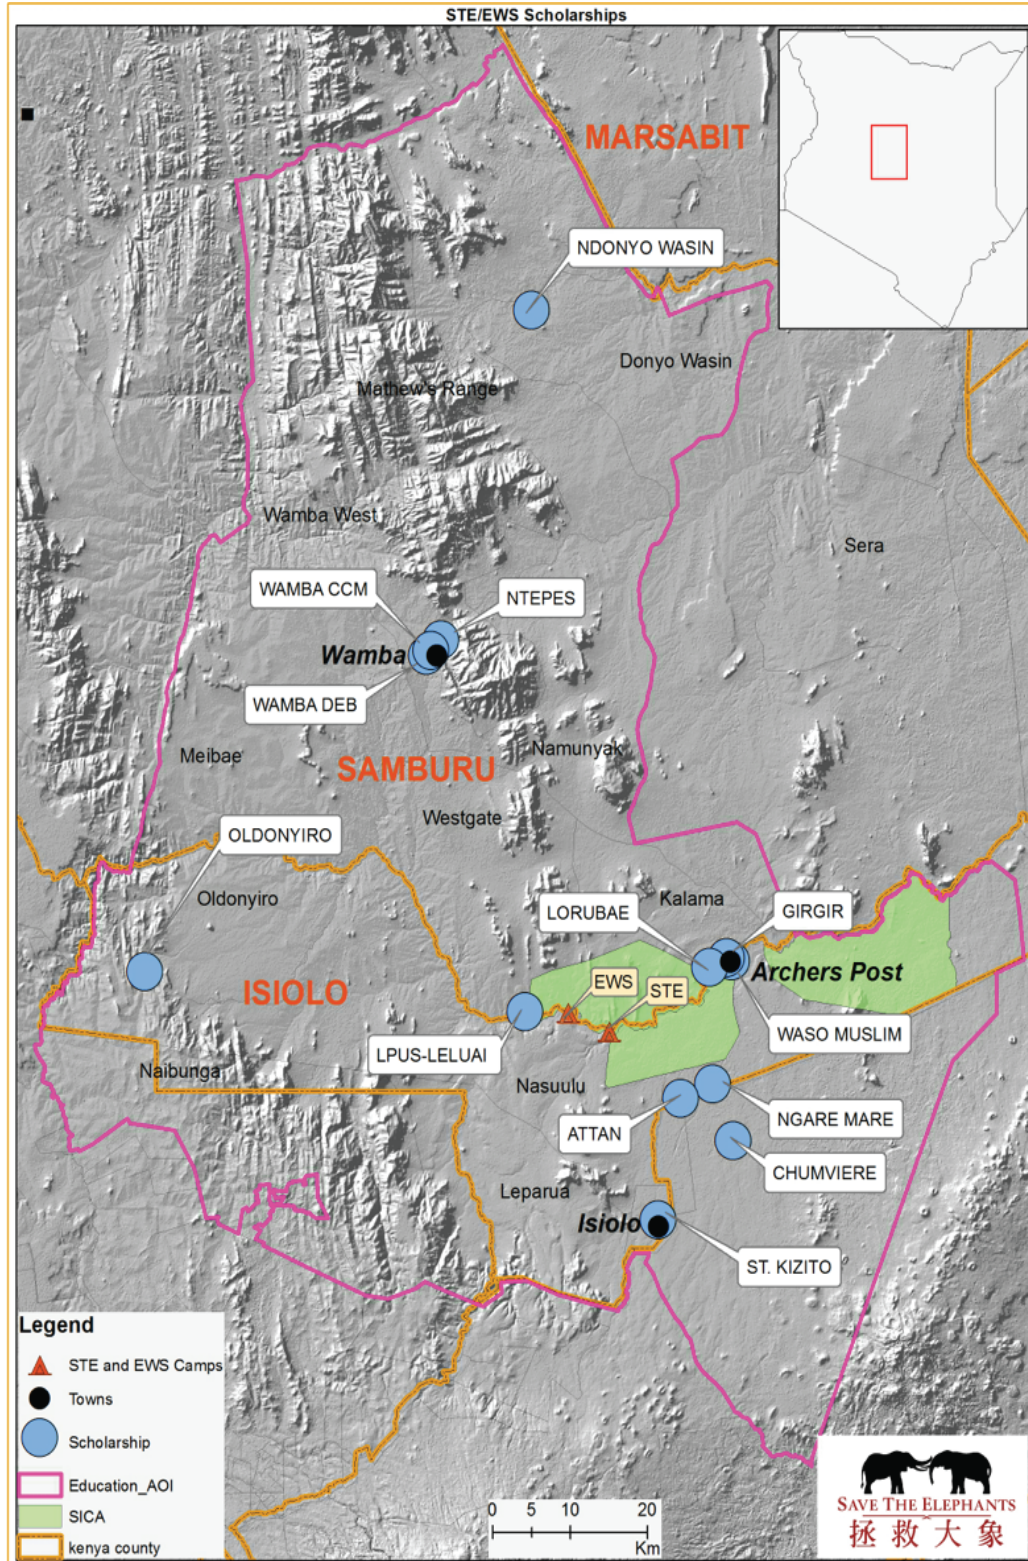 STE/EWS Scholarships
MARSABIT
NDONYO WASIN
Donyo Wasin
Mathew's Range
Wamba West
Sera
WAMBA CCM
NTEPES
Wamba
WAMBA DEB
Namunyak
Meibae
SAMBURU
Westgate
OLDONYIRO
Oldonyiro
Kalama
LORUBAE
GIRGIR
Archers Post
EWS
STE
ISIOLO
WASO MUSLIM
LPUS-LELUAI
Naibunga
Nasuulu
NGARE MARE
ATTAN
CHUMVIERE
Leparua
Isiolo
ST. KIZITO
Legend
STE and EWS Camps
Towns
Scholarship
Education_AOI
SICA
kenya county
0 5 10 20
Km
SAVE THE ELEPHANTS
拯救大象